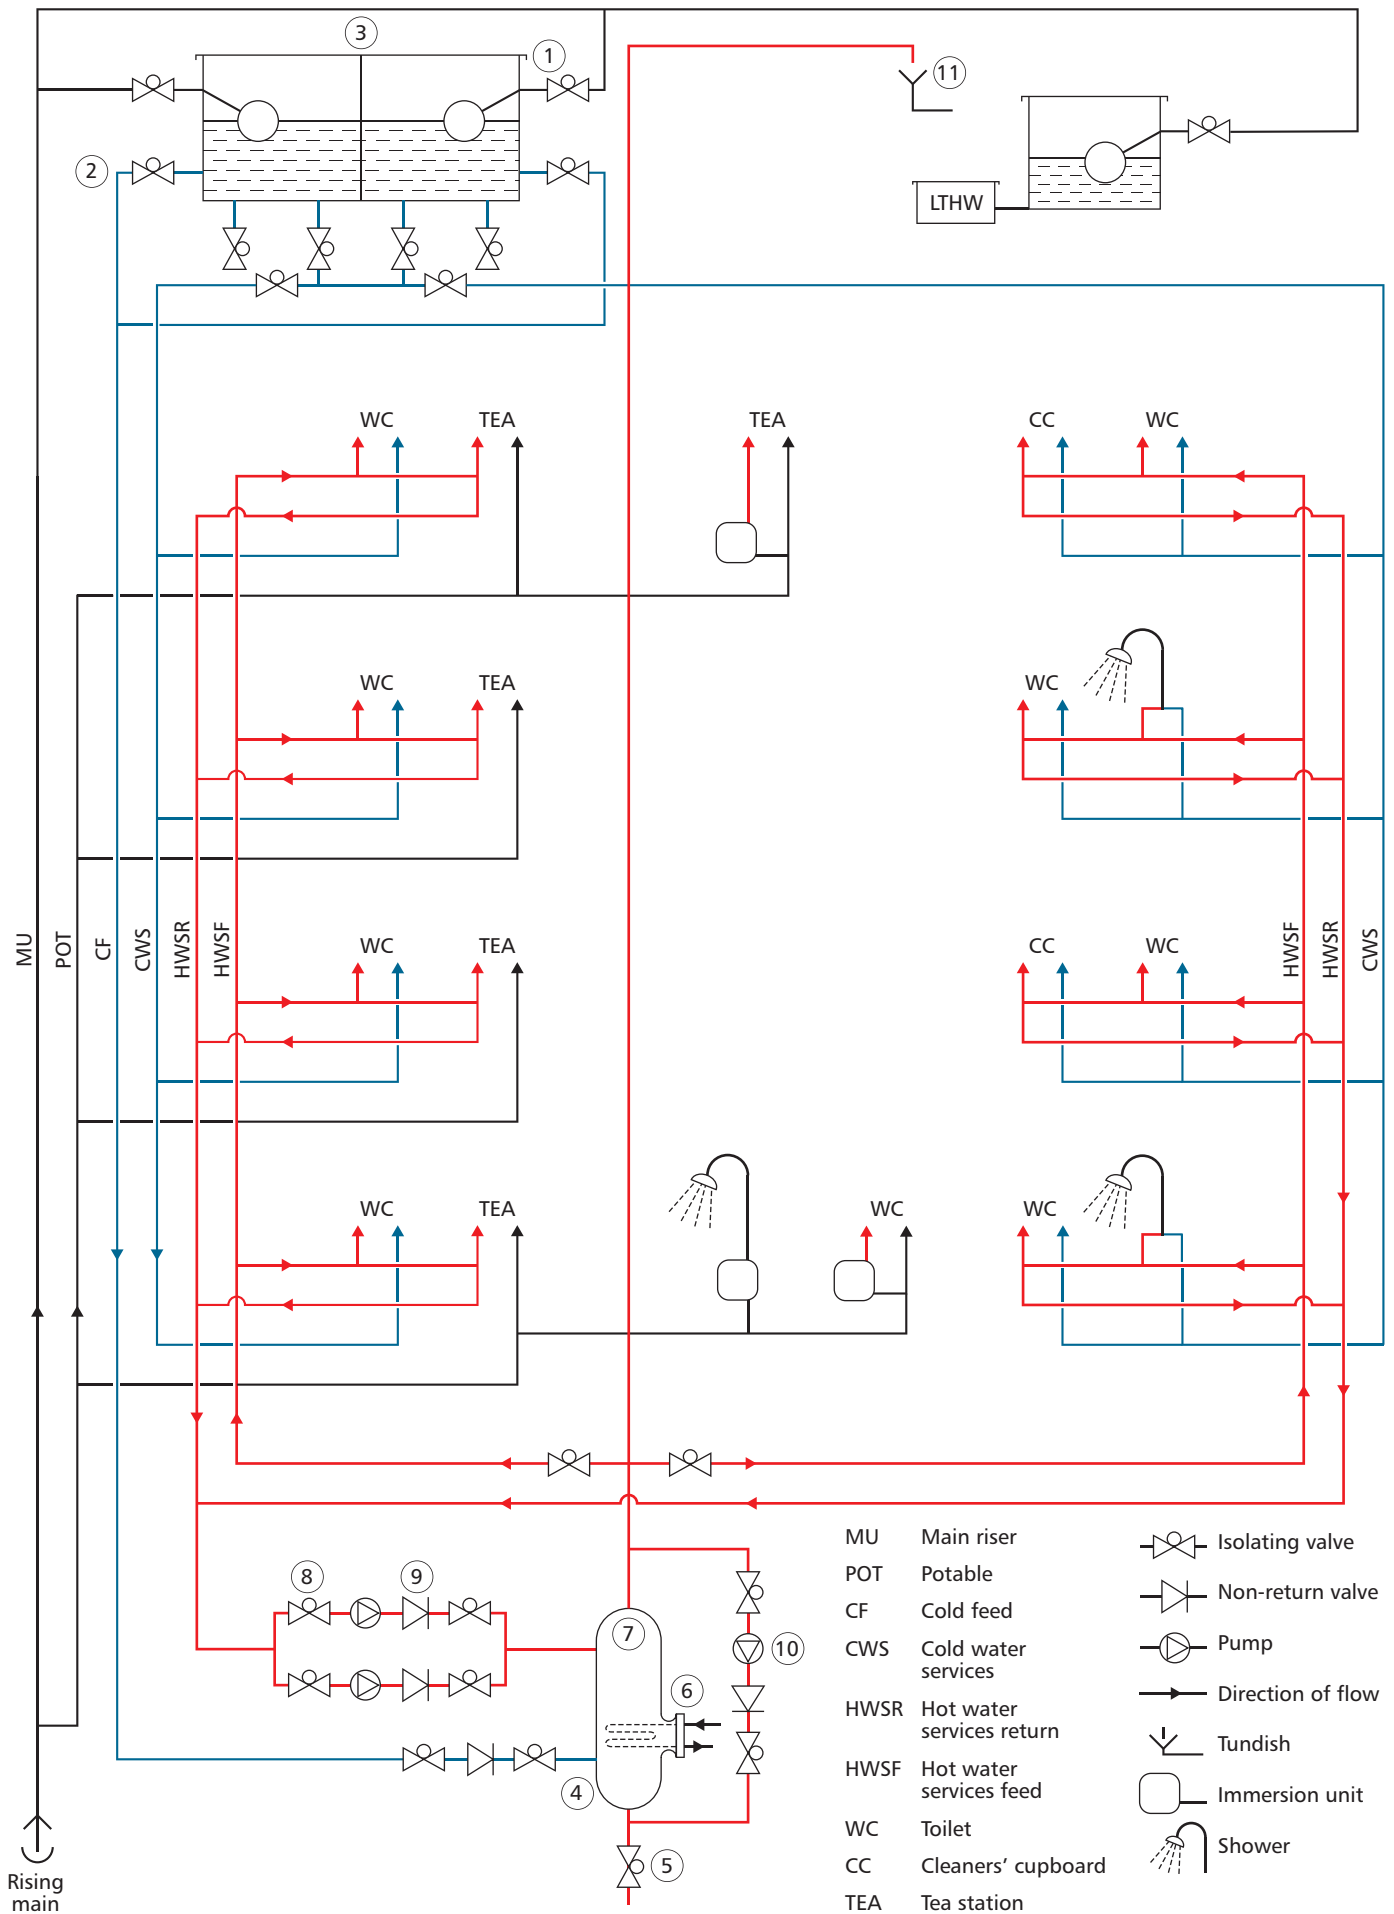 3
1
11
2
LTHW
WC
TEA
TEA
CC
WC
WC
TEA
WC
MU
POT
CF
CWS
HWSR
HWSF
WC
TEA
CC
WC
HWSF
HWSR
CWS
WC
TEA
WC
WC
8
9
7
10
6
4
5
Rising
main
MU Main riser
POT Potable
CF Cold feed
CWS Cold water
services
HWSR Hot water
services return
HWSF Hot water
services feed
WC Toilet
CC Cleaners' cupboard
TEA Tea station
Isolating valve
Non-return valve
Pump
Direction of flow
Tundish
Immersion unit
Shower